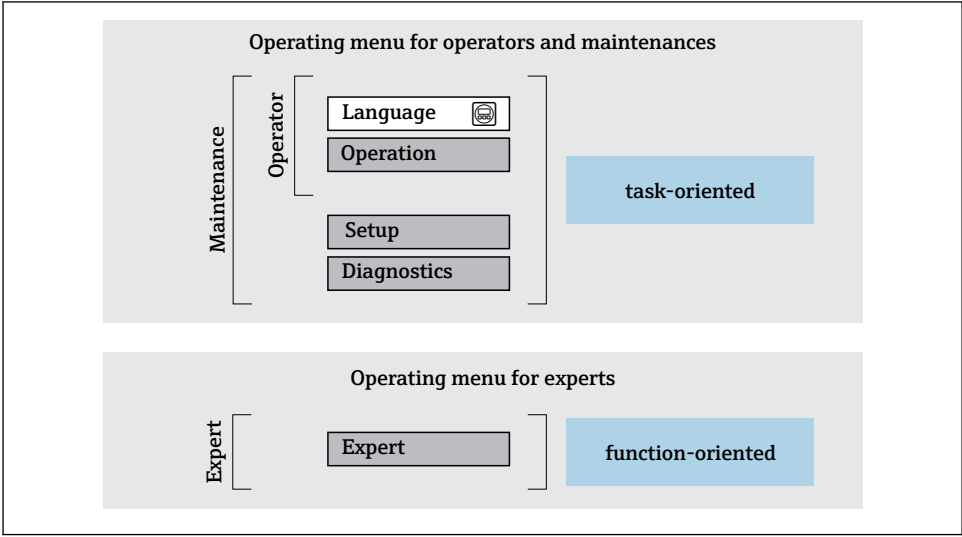 Operating menu for operators and maintenances
Maintenance
Operator
Language
Operation
Setup
Diagnostics
task-oriented
Operating menu for experts
Expert
Expert
function-oriented